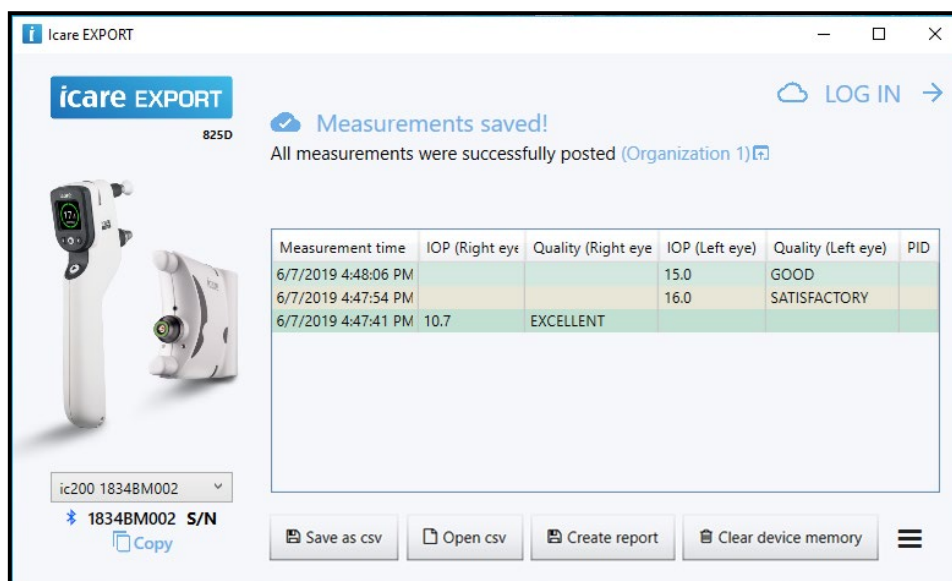 Icare EXPORT
icare EXPORT
825D
LOG IN
Measurements saved!
All measurements were successfully posted (Organization 1)
Measurement time IOP (Right eye Quality (Right eye IOP (Left eye) Quality (Left eye) PID
6/7/2019 4:48:06 PM 15.0 GOOD
6/7/2019 4:47:54 PM 16.0 SATISFACTORY
6/7/2019 4:47:41 PM 10.7 EXCELLENT
ic200 1834BM002
1834BM002 S/N
Copy
Save as csv Open csv Create report Clear device memory